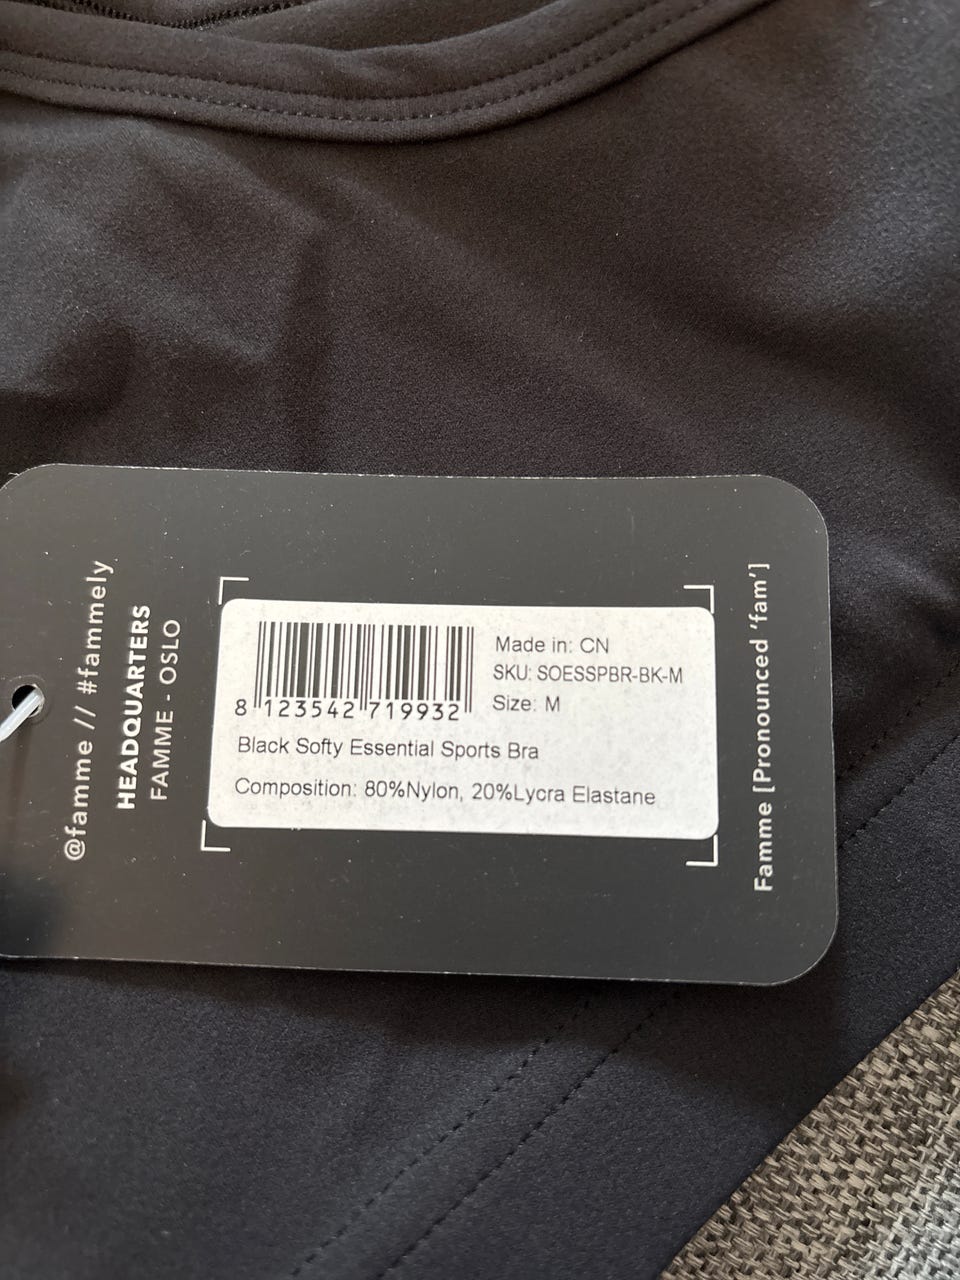 @famme // #fammely
HEADQUARTERS
FAMME - OSLO
8 123542 719932
Made in: CN
SKU: SOESSPBR-BK-M
Size: M
Black Softy Essential Sports Bra
Composition: 80%Nylon, 20%Lycra Elastane
Famme [Pronounced 'fam']